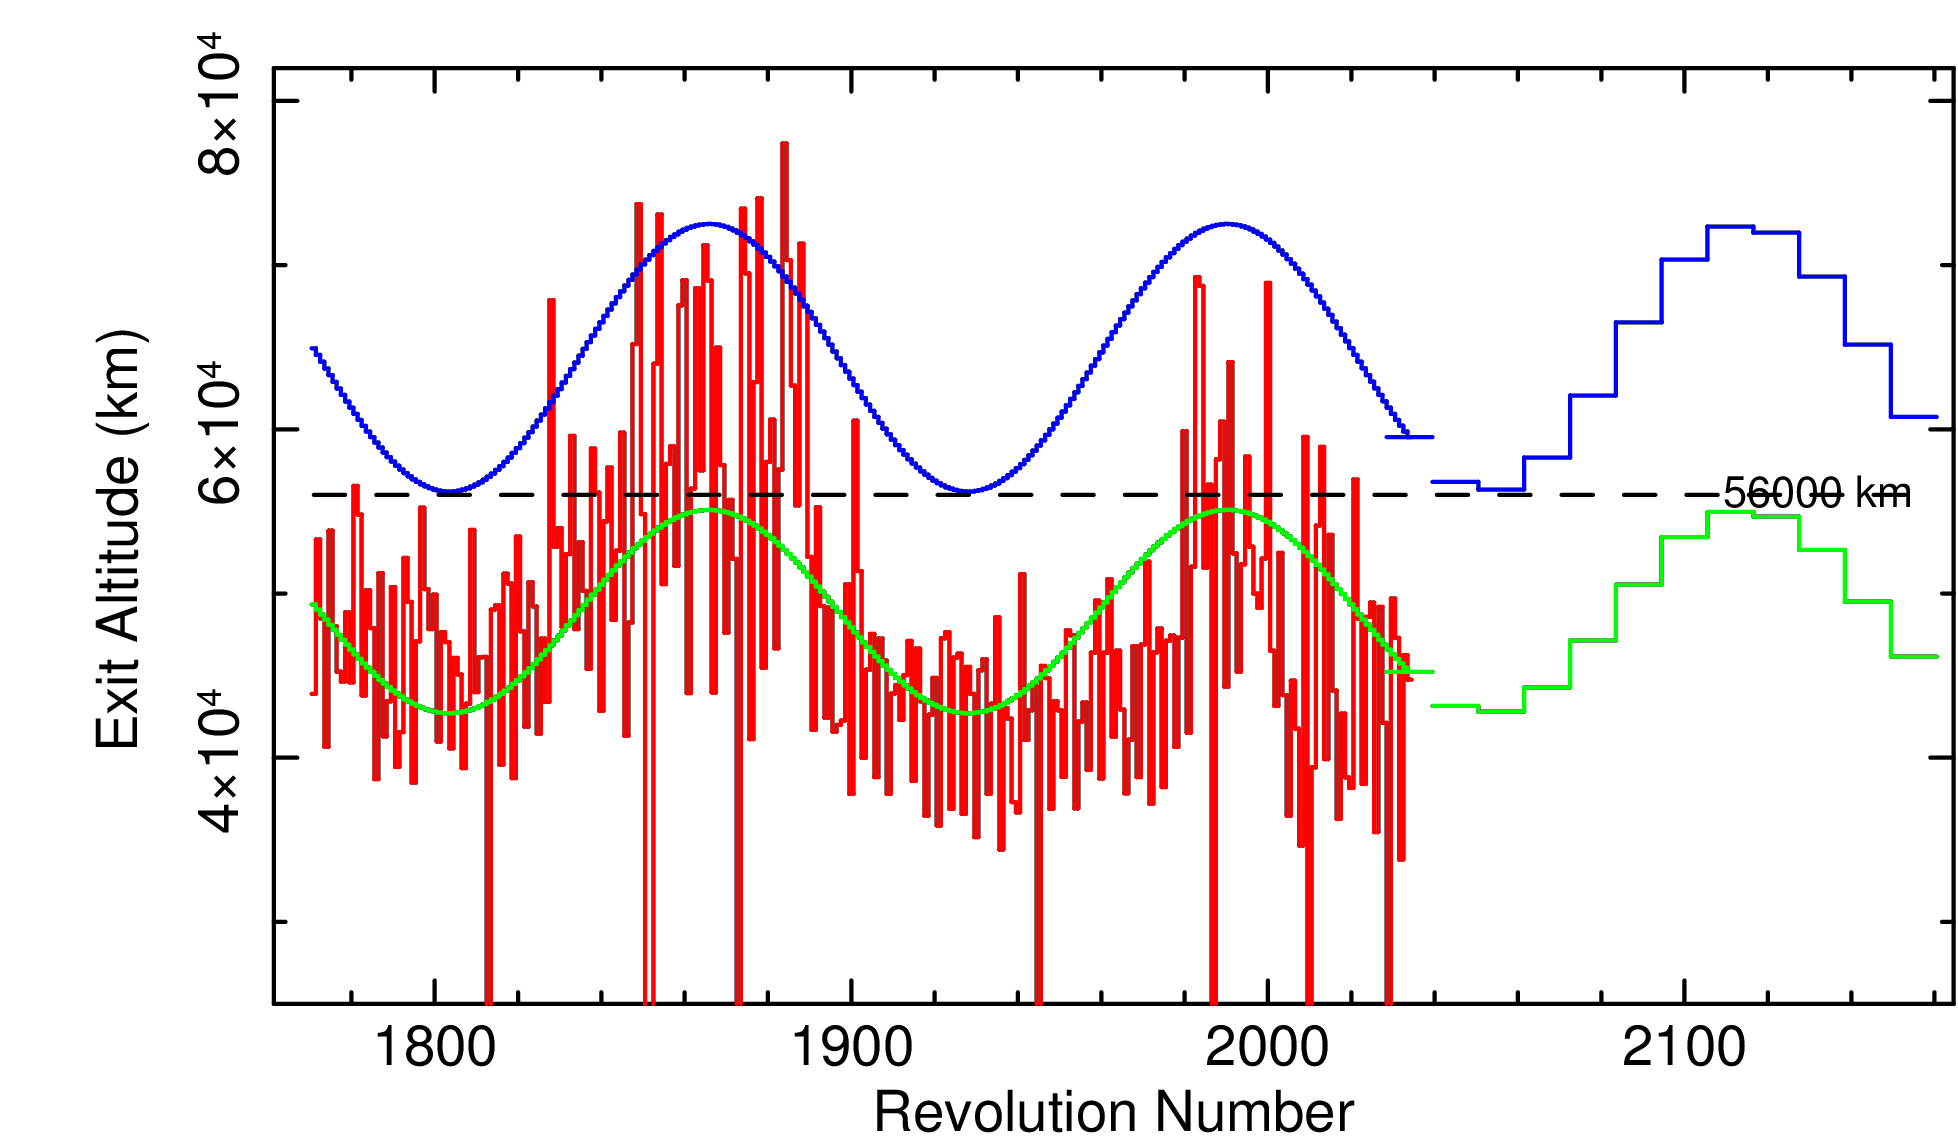 8×10⁴
6×10⁴
4×10⁴
Exit Altitude (km)
56000 km
1800 1900 2000 2100
Revolution Number